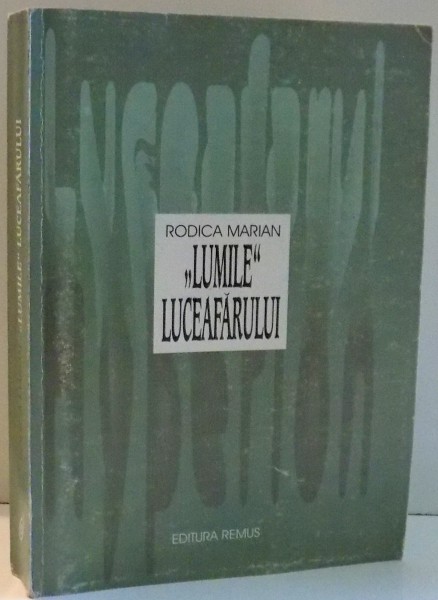 „LUMILE“ LUCEAFĂRULUI
RODICA MARIAN
„LUMILE“
LUCEAFĂRULUI
EDITURA REMUS